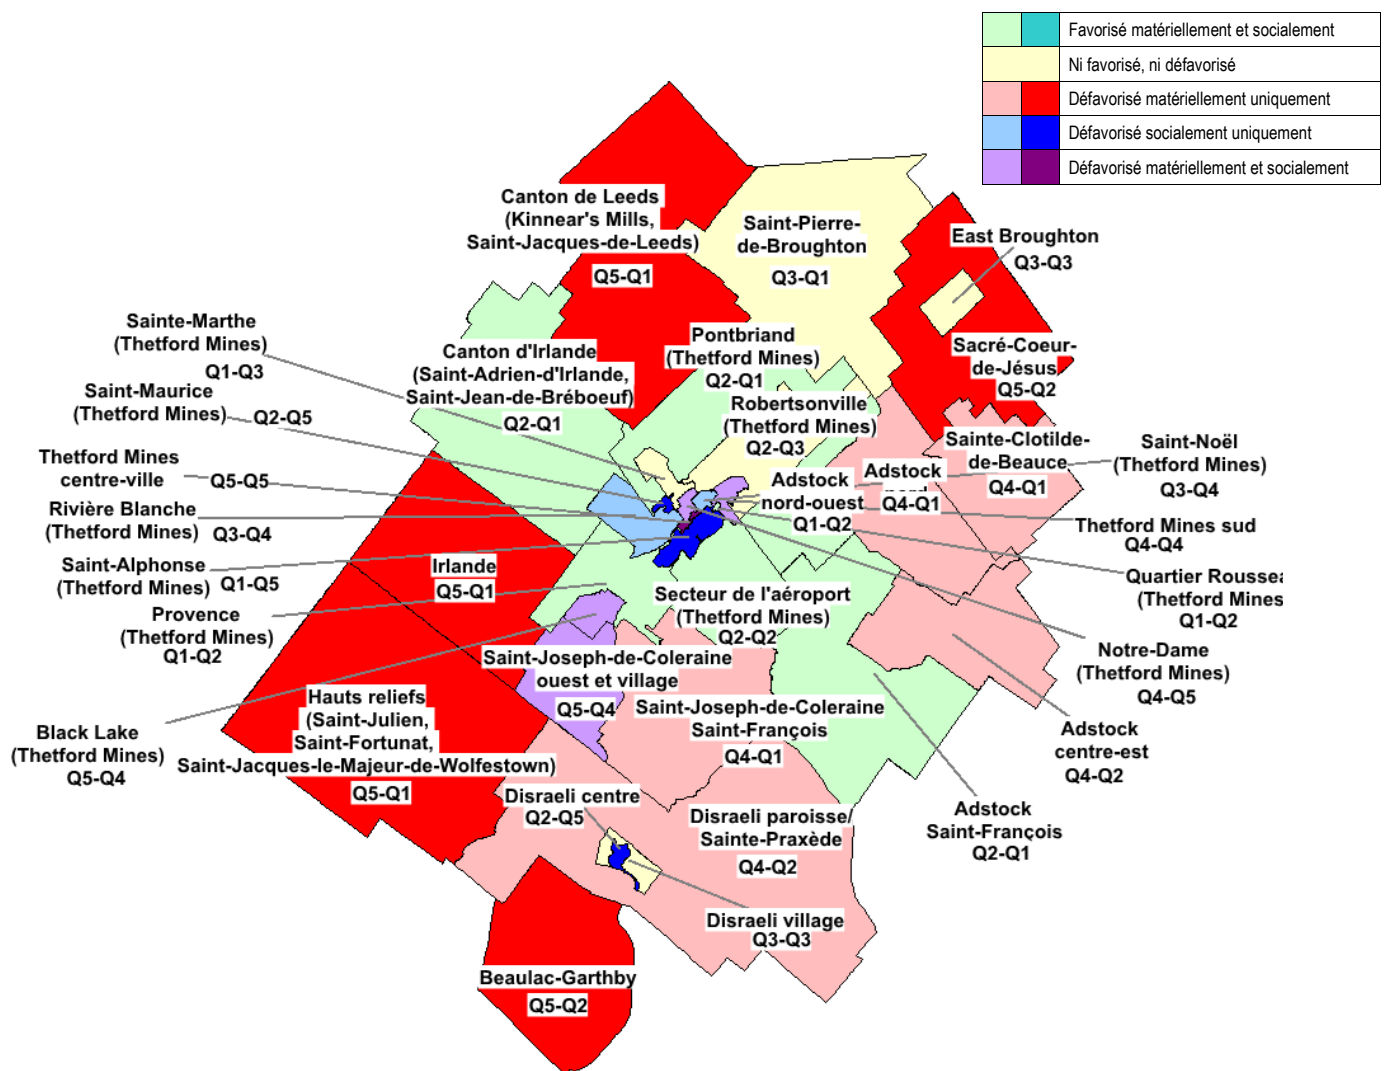 Favorisé matériellement et socialement
Ni favorisé, ni défavorisé
Défavorisé matériellement uniquement
Défavorisé socialement uniquement
Défavorisé matériellement et socialement
Canton de Leeds
(Kinnear's Mills,
Saint-Jacques-de-Leeds)
Q5-Q1
Saint-Pierre-
de-Broughton
Q3-Q1
East Broughton
Q3-Q3
Sacré-Coeur-
de-Jésus
Q5-Q2
Sainte-Marthe
(Thetford Mines)
Q1-Q3
Canton d'Irlande
(Saint-Adrien-d'Irlande,
Saint-Jean-de-Bréboeuf)
Q2-Q1
Pontbriand
(Thetford Mines)
Q2-Q1
Saint-Maurice
(Thetford Mines)
Q2-Q5
Robertsonville
(Thetford Mines)
Q2-Q3
Sainte-Clotilde-
de-Beauce
Q4-Q1
Saint-Noël
(Thetford Mines)
Q3-Q4
Thetford Mines
centre-ville
Q5-Q5
Adstock
nord-ouest
Q1-Q2
Adstock
Q4-Q1
Rivière Blanche
(Thetford Mines)
Q3-Q4
Thetford Mines sud
Q4-Q4
Saint-Alphonse
(Thetford Mines)
Q1-Q5
Irlande
Q5-Q1
Quartier Roussea
(Thetford Mines
Q1-Q2
Provence
(Thetford Mines)
Q1-Q2
Secteur de l'aéroport
(Thetford Mines)
Q2-Q2
Notre-Dame
(Thetford Mines)
Q4-Q5
Saint-Joseph-de-Coleraine
ouest et village
Q5-Q4
Hauts reliefs
(Saint-Julien,
Saint-Fortunat,
Saint-Jacques-le-Majeur-de-Wolfestown)
Q5-Q1
Saint-Joseph-de-Coleraine
Saint-François
Q4-Q1
Black Lake
(Thetford Mines)
Q5-Q4
Adstock
centre-est
Q4-Q2
Disraeli centre
Q2-Q5
Disraeli paroisse/
Sainte-Praxède
Q4-Q2
Adstock
Saint-François
Q2-Q1
Disraeli village
Q3-Q3
Beaulac-Garthby
Q5-Q2